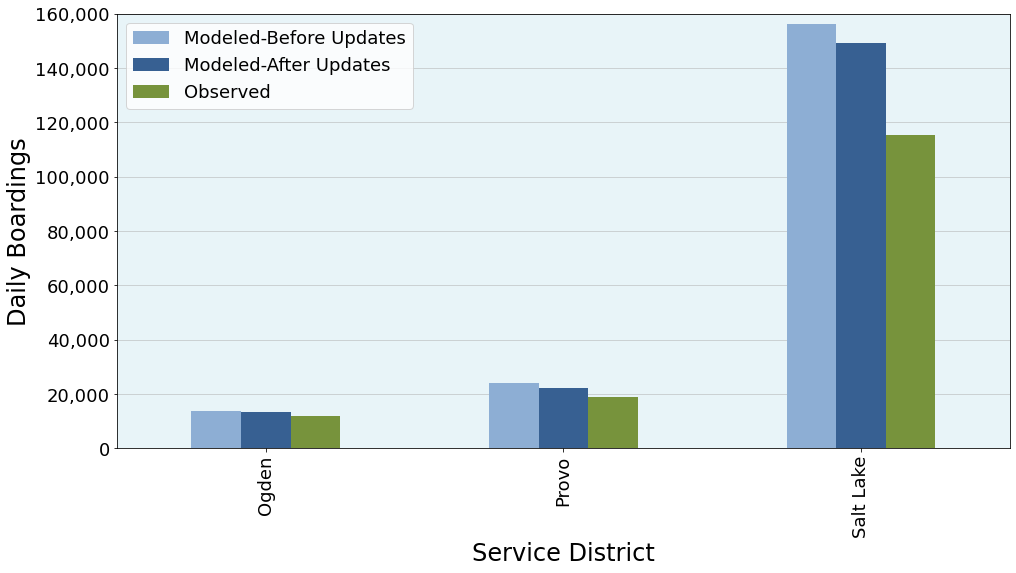 160,000
140,000
120,000
100,000
80,000
60,000
40,000
20,000
0
Daily Boardings
Modeled-Before Updates
Modeled-After Updates
Observed
Ogden
Provo
Salt Lake
Service District